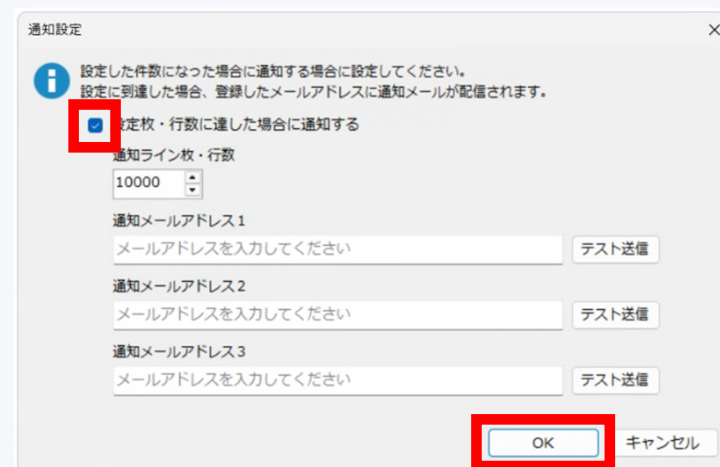 通知設定
設定した件数になった場合に通知する場合に設定してください。
設定に到達した場合、登録したメールアドレスに通知メールが配信されます。
設定枚・行数に達した場合に通知する
通知ライン枚・行数
10000
通知メールアドレス1
メールアドレスを入力してください テスト送信
通知メールアドレス2
メールアドレスを入力してください テスト送信
通知メールアドレス3
メールアドレスを入力してください テスト送信
OK キャンセル